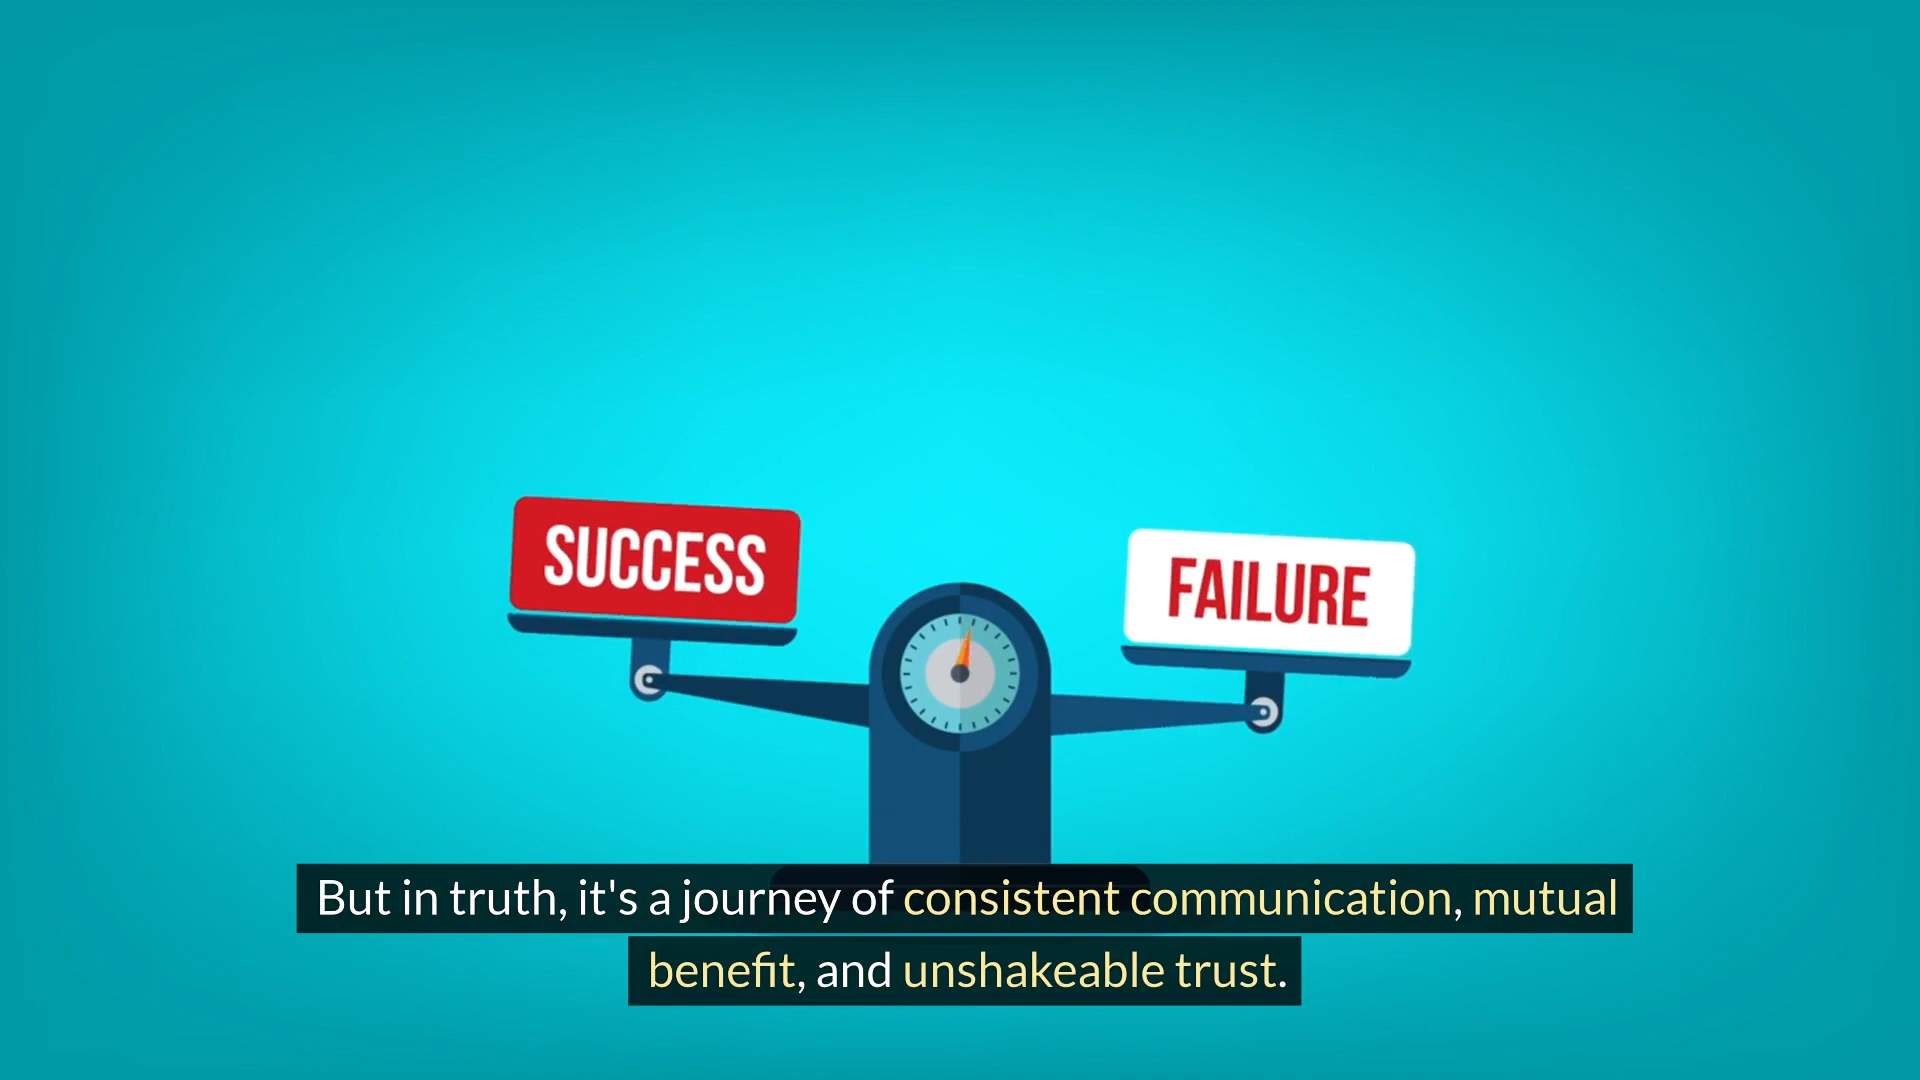 SUCCESS
FAILURE
But in truth, it's a journey of consistent communication, mutual
benefit, and unshakeable trust.